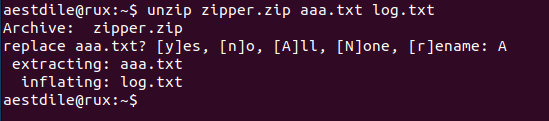 aestdile@rux:~$ unzip zipper.zip aaa.txt log.txt
Archive:  zipper.zip
replace aaa.txt? [y]es, [n]o, [A]ll, [N]one, [r]ename: A
 extracting: aaa.txt
  inflating: log.txt
aestdile@rux:~$